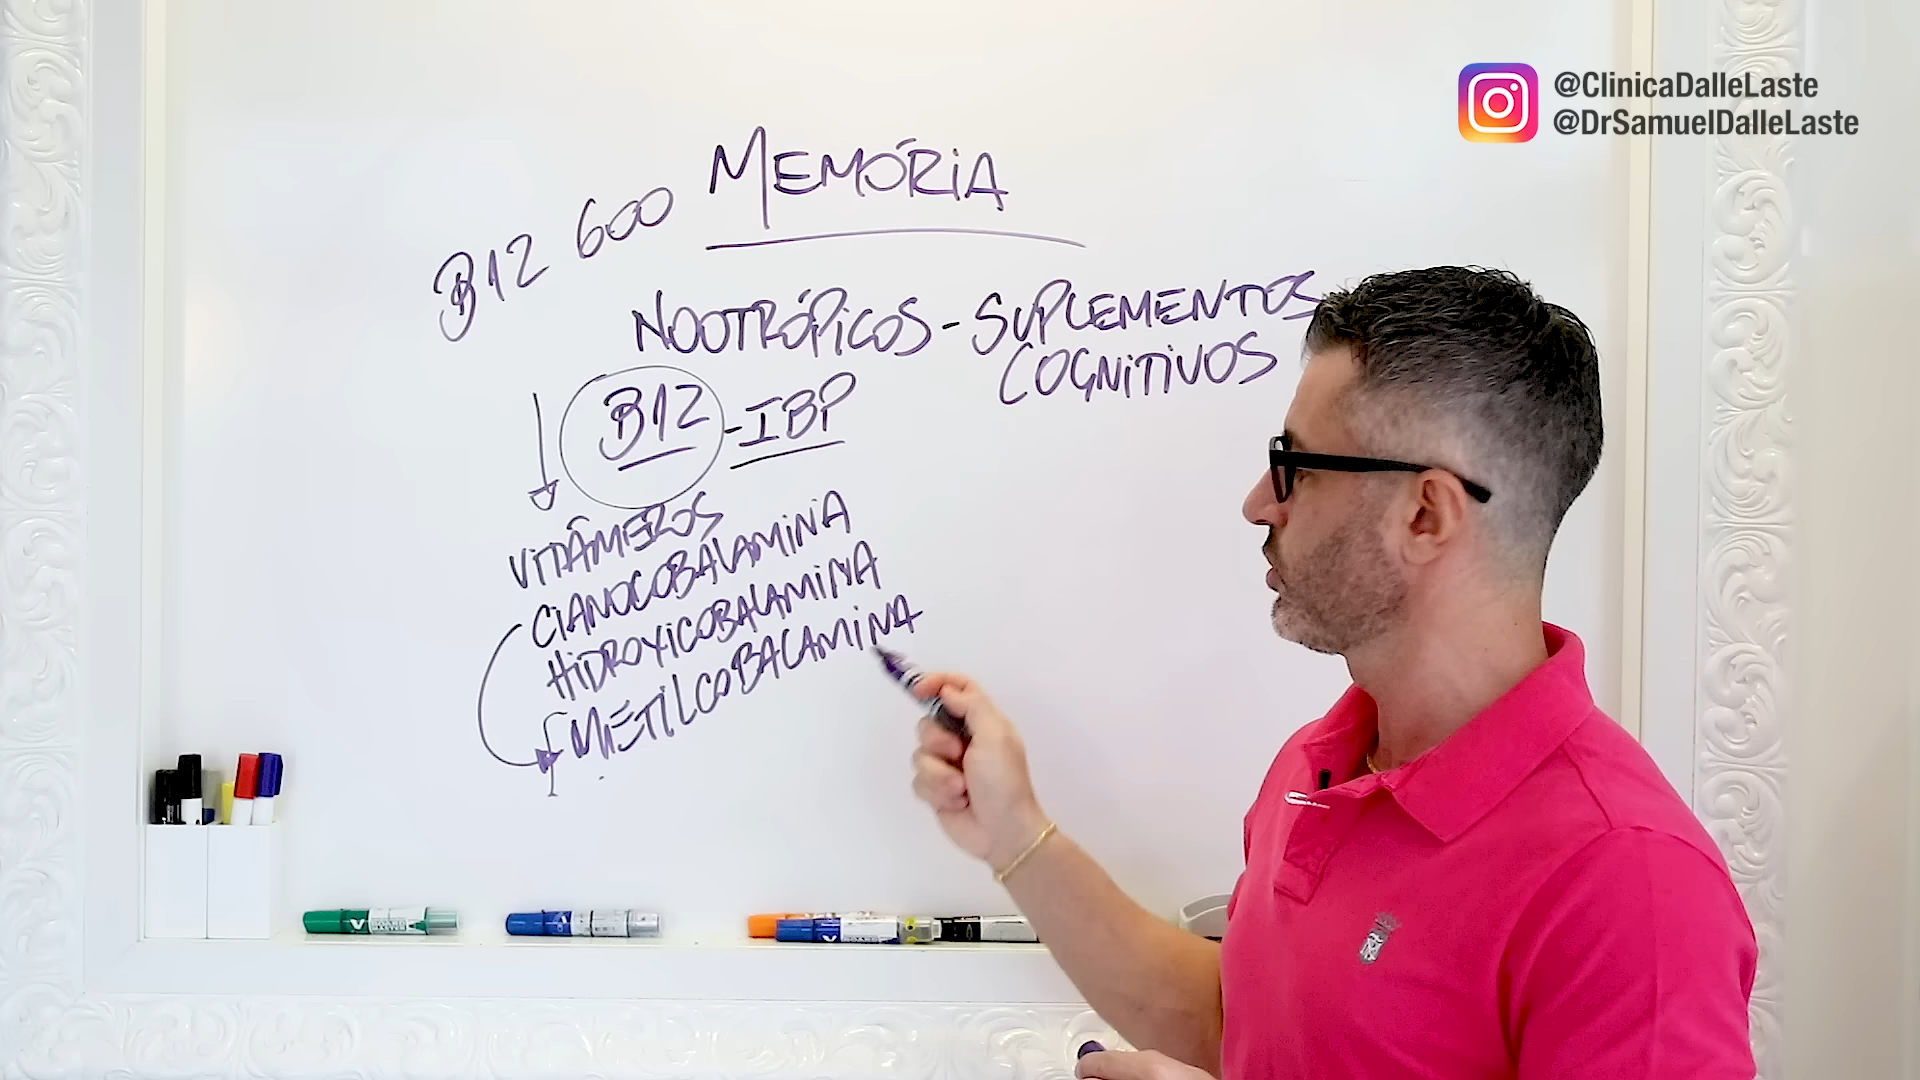 @ClinicaDalleLaste
@DrSamuelDalleLaste
MEMÓRIA
B12 600
NOOTRÓPICOS - SUPLEMENTOS
COGNITIVOS
B12 - IBP
VITÂMEROS
CIANOCOBALAMINA
HIDROXICOBALAMINA
METILCOBALAMINA